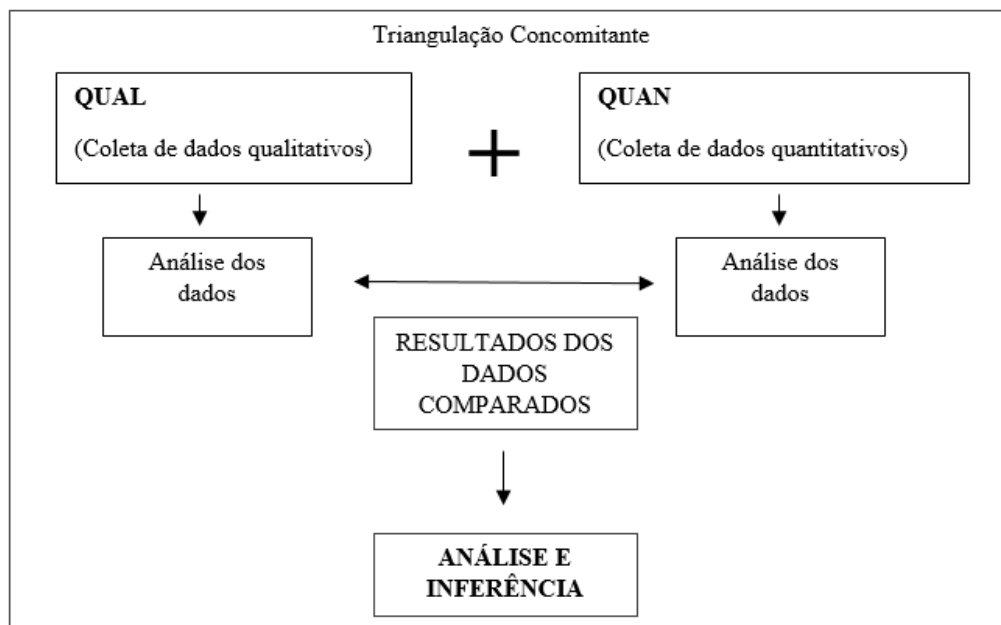 Triangulação Concomitante
QUAL
(Coleta de dados qualitativos)
QUAN
(Coleta de dados quantitativos)
Análise dos
dados
Análise dos
dados
RESULTADOS DOS
DADOS
COMPARADOS
ANÁLISE E
INFERÊNCIA